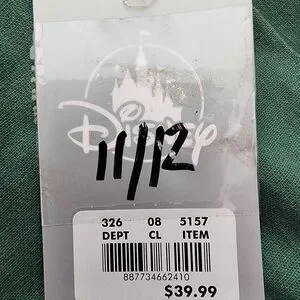 Disney
11/12
326 08 5157
DEPT CL ITEM
887734662410
$39.99